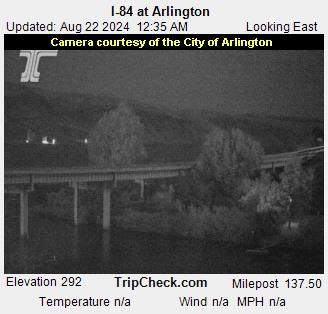 I-84 at Arlington
Updated: Aug 22 2024 12:35 AM Looking East
Camera courtesy of the City of Arlington
Elevation 292 TripCheck.com Milepost 137.50
Temperature n/a Wind n/a MPH n/a